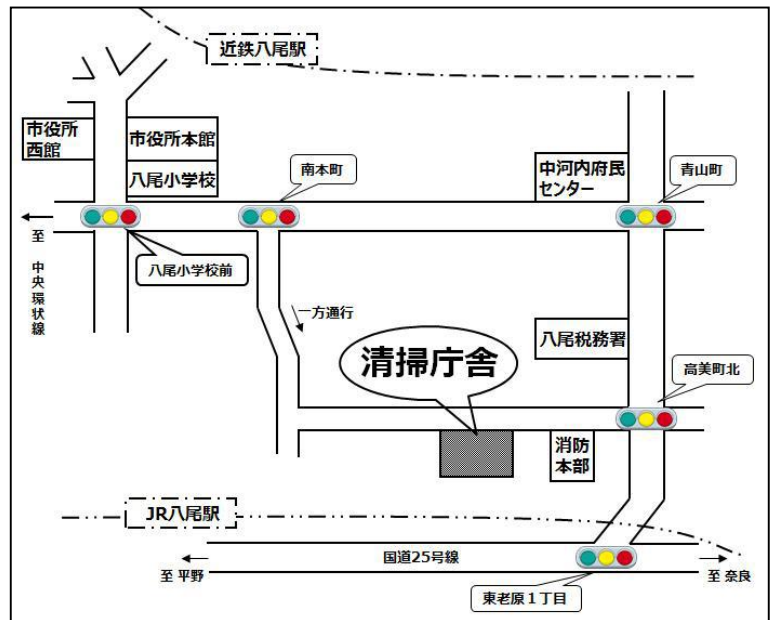 近鉄八尾駅
市役所
西館
市役所本館
八尾小学校
南本町
中河内府民
センター
青山町
至 中央環状線
八尾小学校前
一方通行
清掃庁舎
八尾税務署
高美町北
消防
本部
JR八尾駅
国道25号線
至 平野
至 奈良
東老原１丁目